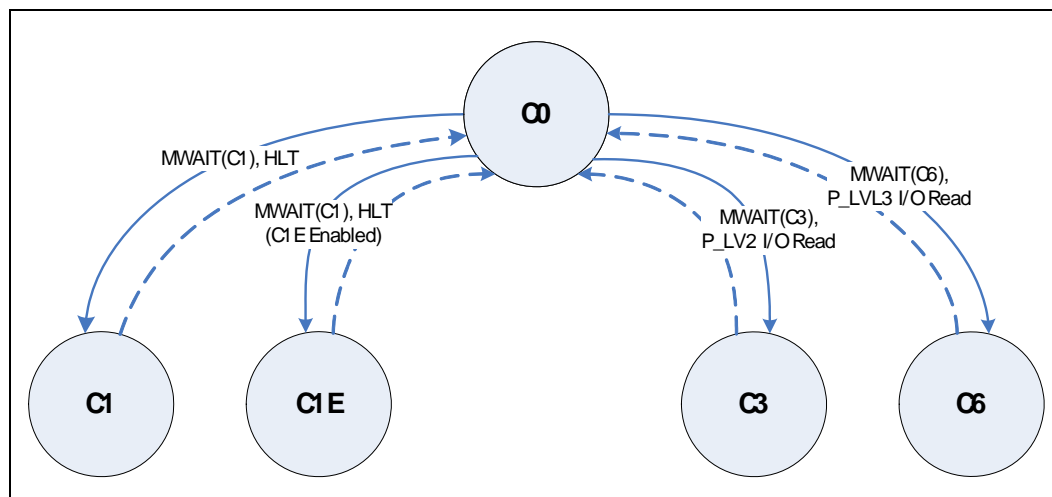 C0
MWAIT(C1), HLT
MWAIT(C1), HLT
(C1E Enabled)
MWAIT(C6),
P_LVL3 I/O Read
MWAIT(C3),
P_LV2 I/O Read
C1
C1E
C3
C6